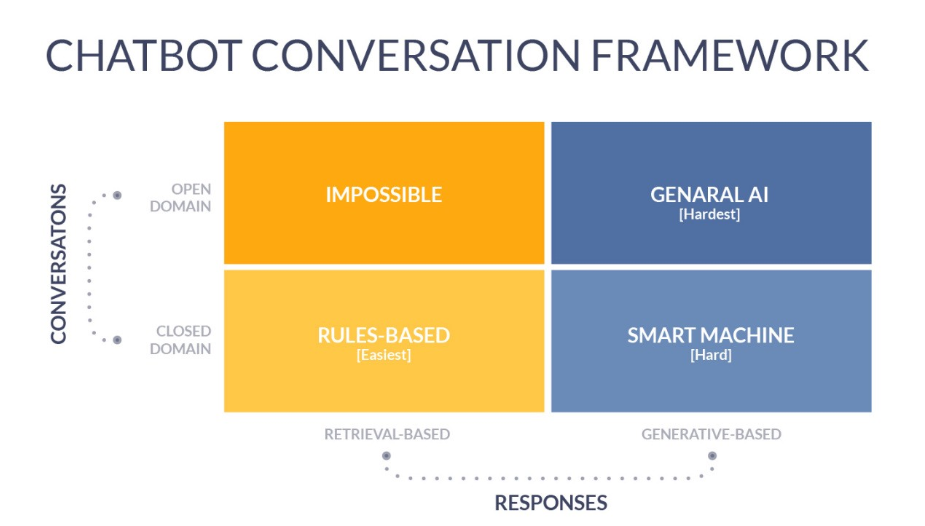 CHATBOT CONVERSATION FRAMEWORK
CONVERSATONS
OPEN
DOMAIN
IMPOSSIBLE
GENARAL AI
[Hardest]
CLOSED
DOMAIN
RULES-BASED
[Easiest]
SMART MACHINE
[Hard]
RETRIEVAL-BASED
GENERATIVE-BASED
RESPONSES